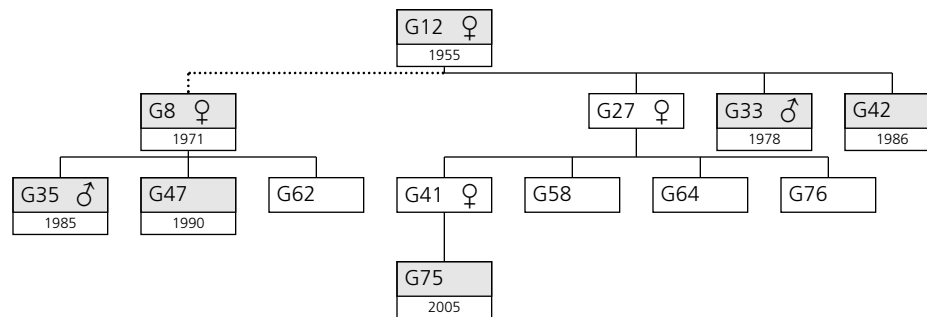 G12 ♀
1955
G8 ♀
G27 ♀
G33 ♂
G42
1971
1978
1986
G35 ♂
G47
G62
G41 ♀
G58
G64
G76
1985
1990
G75
2005